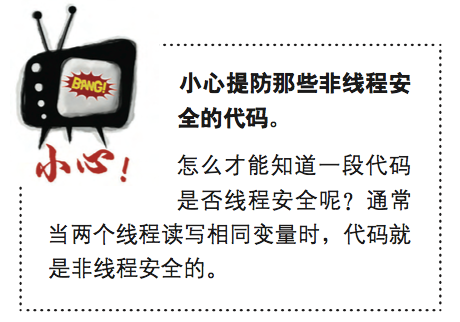 BANG!
小心！
小心提防那些非线程安
全的代码。
怎么才能知道一段代码
是否线程安全呢？通常
当两个线程读写相同变量时，代码就
是非线程安全的。